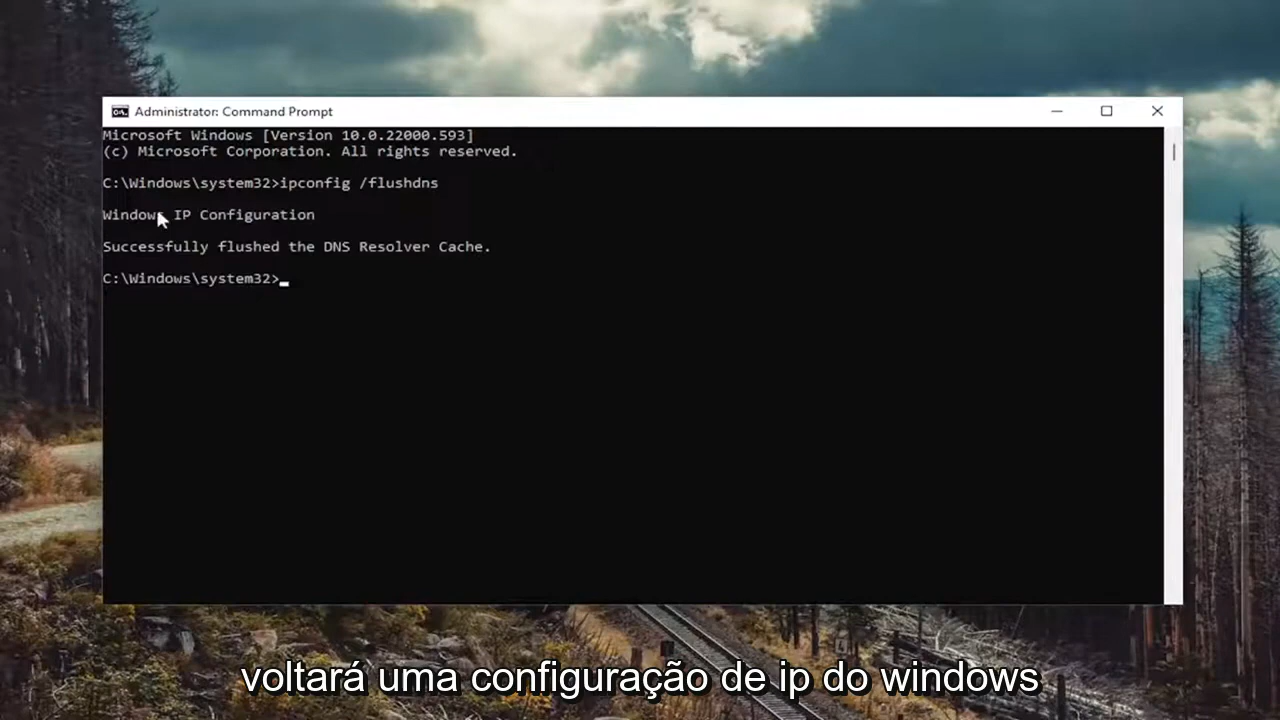 Administrator: Command Prompt
Microsoft Windows [Version 10.0.22000.593]
(c) Microsoft Corporation. All rights reserved.
C:\Windows\system32>ipconfig /flushdns
Windows IP Configuration
Successfully flushed the DNS Resolver Cache.
C:\Windows\system32>
voltará uma configuração de ip do windows